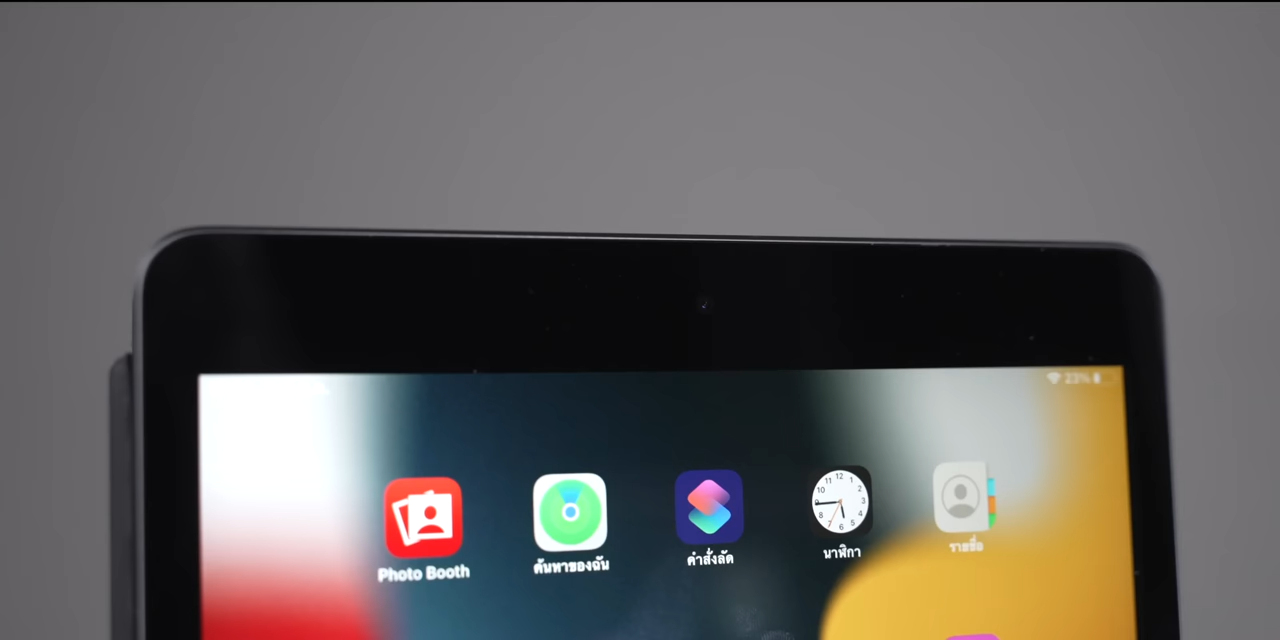 23%
Photo Booth
ค้นหาของฉัน
คำสั่งลัด
นาฬิกา
รายชื่อ